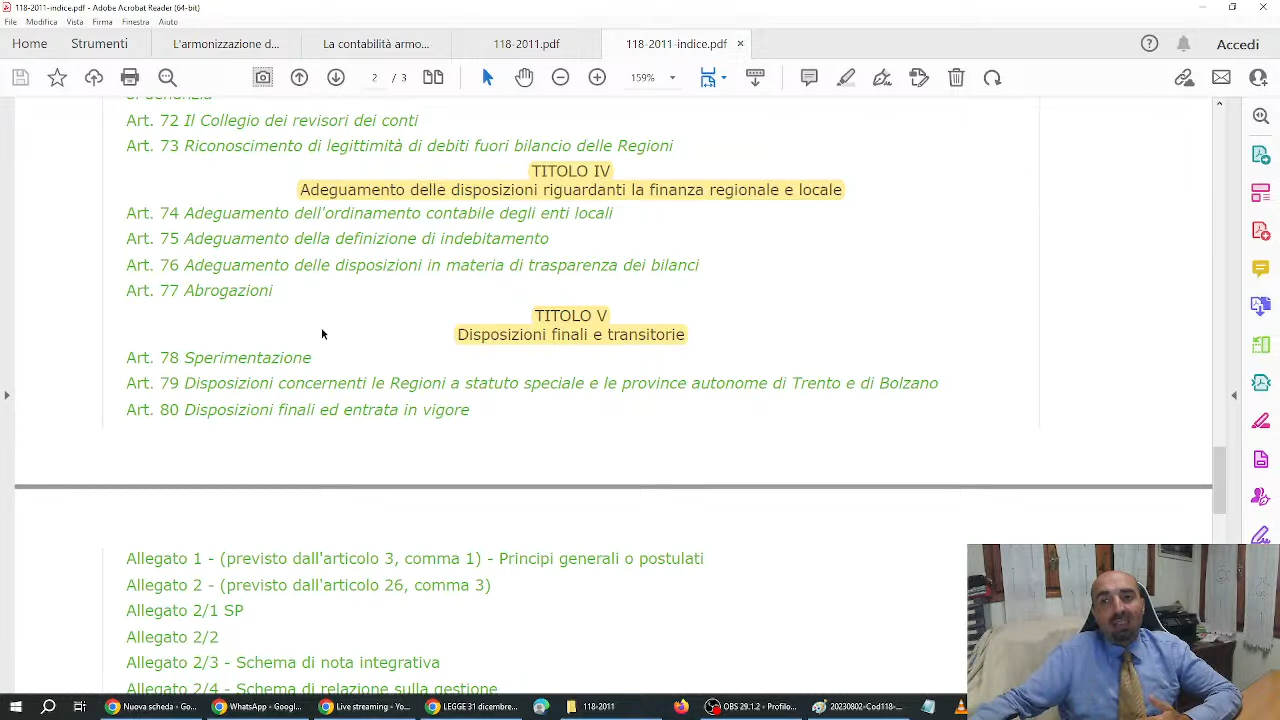 118-2011-indice.pdf - Adobe Acrobat Reader (64-bit)
File Modifica Vista Firma Finestra Aiuto
Home Strumenti L'armonizzazione d... La contabilità armo... 118-2011.pdf 118-2011-indice.pdf × Accedi
2 / 3 159%
di denunzia
Art. 72 Il Collegio dei revisori dei conti
Art. 73 Riconoscimento di legittimità di debiti fuori bilancio delle Regioni
TITOLO IV
Adeguamento delle disposizioni riguardanti la finanza regionale e locale
Art. 74 Adeguamento dell'ordinamento contabile degli enti locali
Art. 75 Adeguamento della definizione di indebitamento
Art. 76 Adeguamento delle disposizioni in materia di trasparenza dei bilanci
Art. 77 Abrogazioni
TITOLO V
Disposizioni finali e transitorie
Art. 78 Sperimentazione
Art. 79 Disposizioni concernenti le Regioni a statuto speciale e le province autonome di Trento e di Bolzano
Art. 80 Disposizioni finali ed entrata in vigore
Allegato 1 - (previsto dall'articolo 3, comma 1) - Principi generali o postulati
Allegato 2 - (previsto dall'articolo 26, comma 3)
Allegato 2/1 SP
Allegato 2/2
Allegato 2/3 - Schema di nota integrativa
Allegato 2/4 - Schema di relazione sulla gestione
Nuova scheda - Go... WhatsApp - Googl... Live streaming - Yo... LEGGE 31 dicembre... 118-2011 OBS 29.1.2 - Profilo... 20230802-Cod118-...